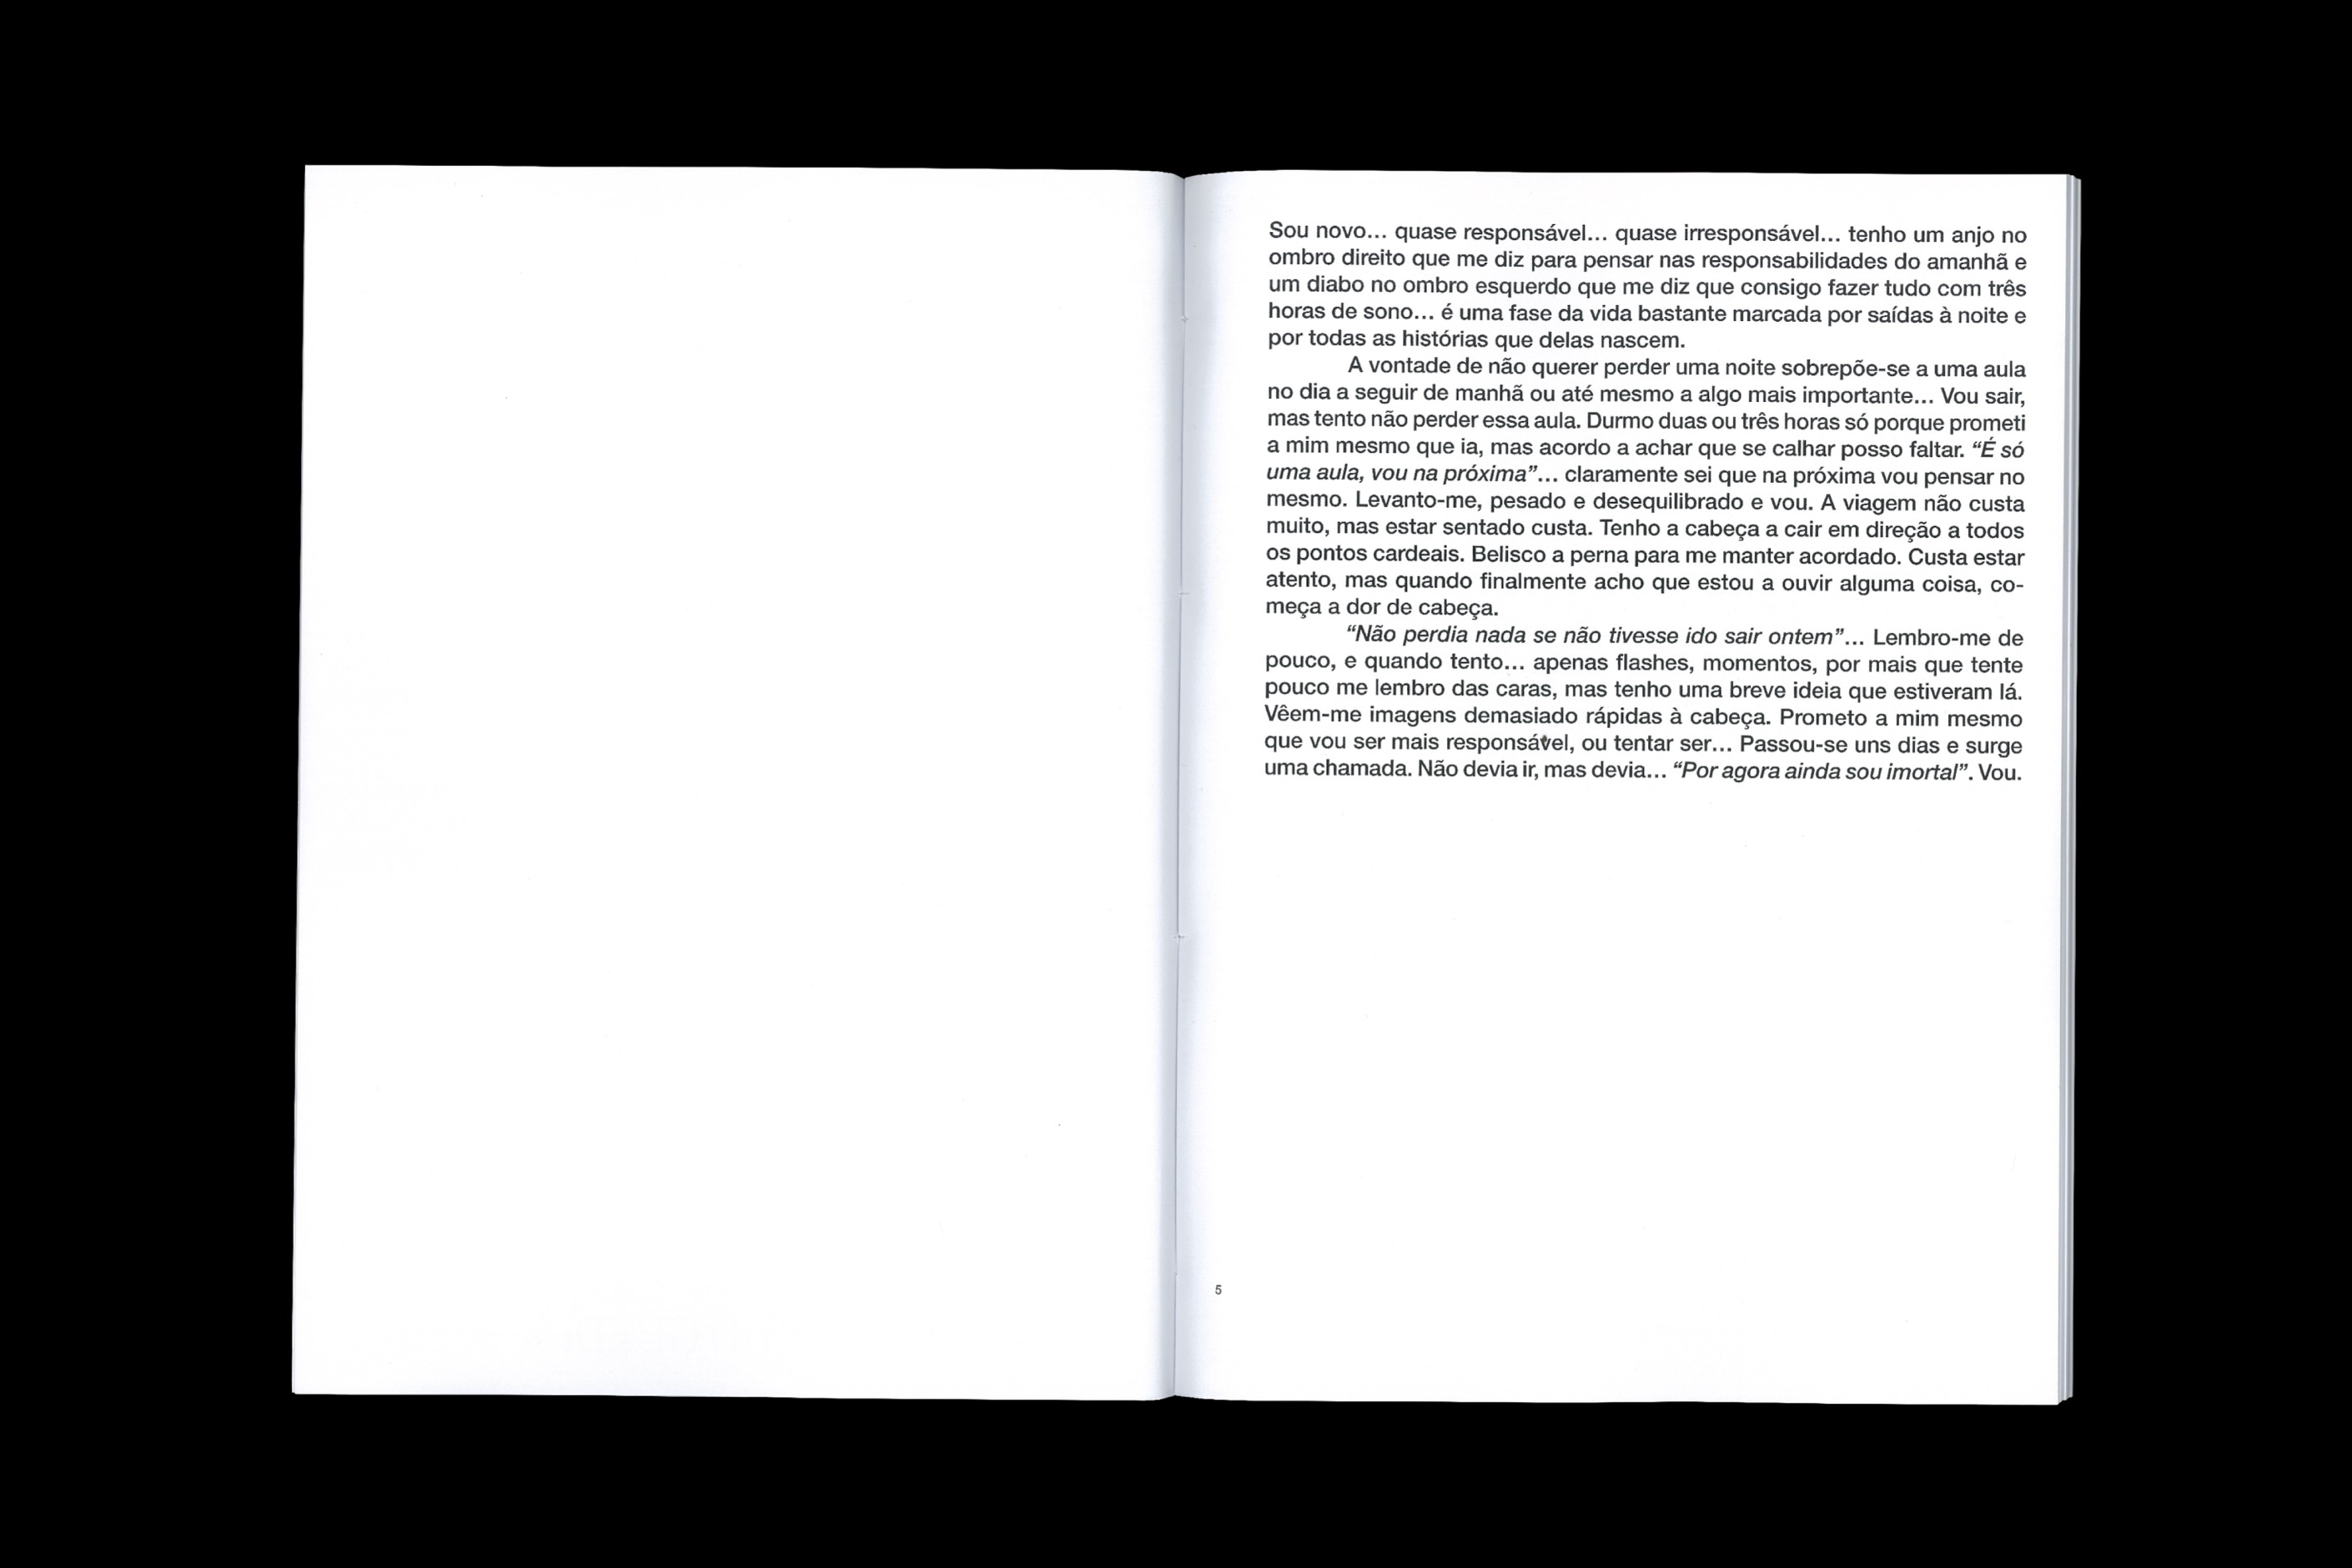 Sou novo... quase responsável... quase irresponsável... tenho um anjo no
ombro direito que me diz para pensar nas responsabilidades do amanhã e
um diabo no ombro esquerdo que me diz que consigo fazer tudo com três
horas de sono... é uma fase da vida bastante marcada por saídas à noite e
por todas as histórias que delas nascem.
A vontade de não querer perder uma noite sobrepõe-se a uma aula
no dia a seguir de manhã ou até mesmo a algo mais importante... Vou sair,
mas tento não perder essa aula. Durmo duas ou três horas só porque prometi
a mim mesmo que ia, mas acordo a achar que se calhar posso faltar. “É só
uma aula, vou na próxima”... claramente sei que na próxima vou pensar no
mesmo. Levanto-me, pesado e desequilibrado e vou. A viagem não custa
muito, mas estar sentado custa. Tenho a cabeça a cair em direção a todos
os pontos cardeais. Belisco a perna para me manter acordado. Custa estar
atento, mas quando finalmente acho que estou a ouvir alguma coisa, co-
meça a dor de cabeça.
“Não perdia nada se não tivesse ido sair ontem”... Lembro-me de
pouco, e quando tento... apenas flashes, momentos, por mais que tente
pouco me lembro das caras, mas tenho uma breve ideia que estiveram lá.
Vêem-me imagens demasiado rápidas à cabeça. Prometo a mim mesmo
que vou ser mais responsável, ou tentar ser... Passou-se uns dias e surge
uma chamada. Não devia ir, mas devia... “Por agora ainda sou imortal”. Vou.
5